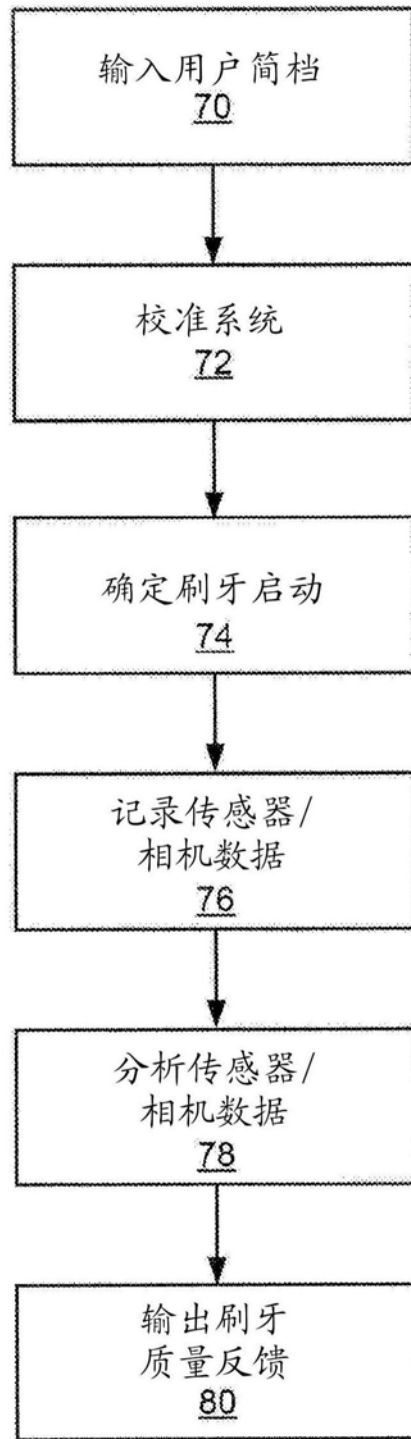 输入用户简档
70
校准系统
72
确定刷牙启动
74
记录传感器/
相机数据
76
分析传感器/
相机数据
78
输出刷牙
质量反馈
80